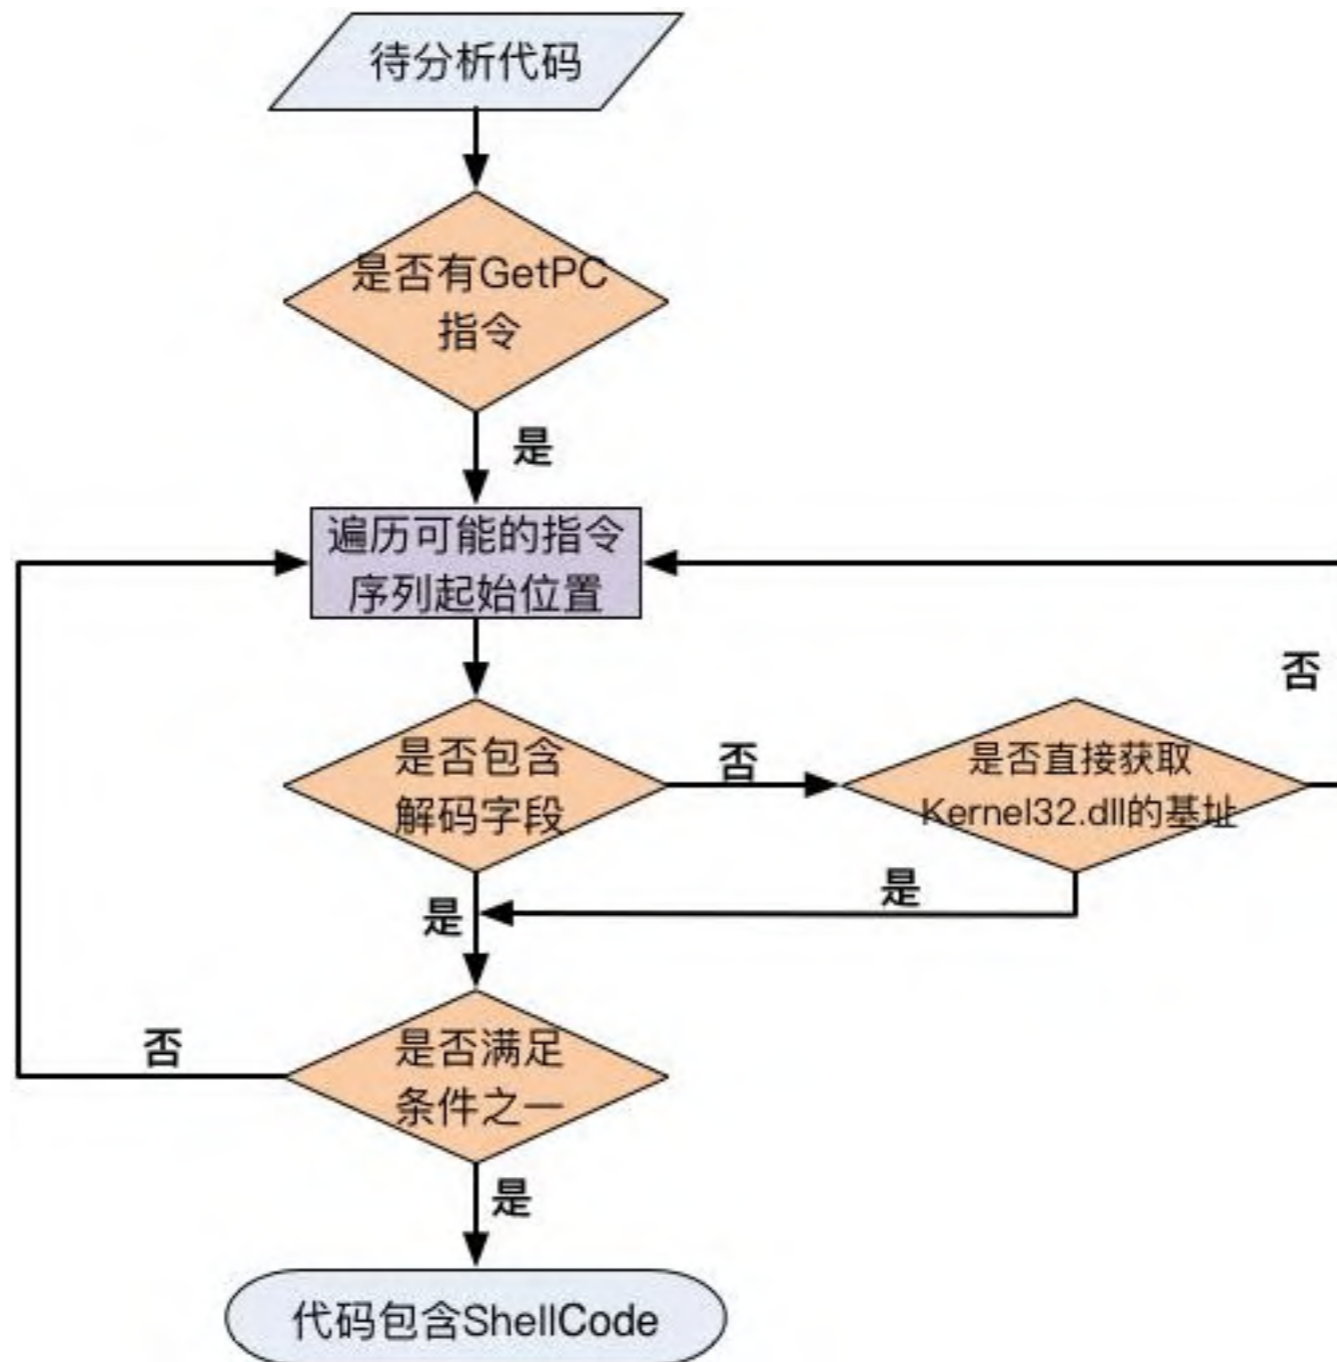 待分析代码
是否有GetPC
指令
是
遍历可能的指令
序列起始位置
否
是否包含
解码字段
否
是否直接获取
Kernel32.dll的基址
是
是
是否满足
条件之一
否
是
代码包含ShellCode